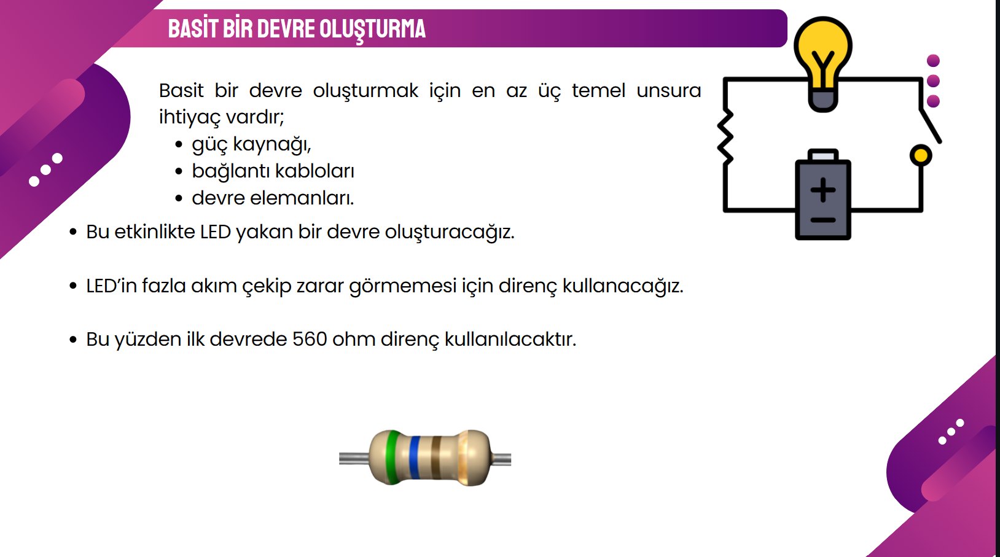 BASİT BİR DEVRE OLUŞTURMA
Basit bir devre oluşturmak için en az üç temel unsura
ihtiyaç vardır;
• güç kaynağı,
• bağlantı kabloları
• devre elemanları.
• Bu etkinlikte LED yakan bir devre oluşturacağız.
• LED’in fazla akım çekip zarar görmemesi için direnç kullanacağız.
• Bu yüzden ilk devrede 560 ohm direnç kullanılacaktır.